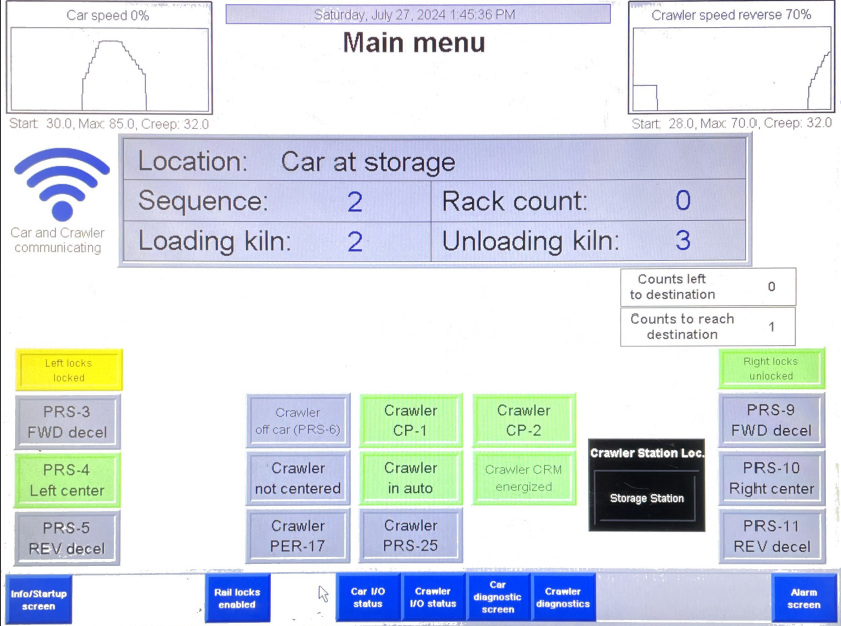 Car speed 0%
Saturday, July 27, 2024 1:45:36 PM
Crawler speed reverse 70%
Main menu
Start: 30.0, Max: 85.0, Creep: 32.0
Start: 28.0, Max: 70.0, Creep: 32.0
Car and Crawler
communicating
Location: Car at storage
Sequence: 2
Rack count: 0
Loading kiln: 2
Unloading kiln: 3
Counts left
to destination
0
Counts to reach
destination
1
Left locks
locked
Right locks
unlocked
PRS-3
FWD decel
Crawler
off car (PRS-6)
Crawler
CP-1
Crawler
CP-2
PRS-9
FWD decel
PRS-4
Left center
Crawler
not centered
Crawler
in auto
Crawler CRM
energized
Crawler Station Loc.
Storage Station
PRS-10
Right center
PRS-5
REV decel
Crawler
PER-17
Crawler
PRS-25
PRS-11
REV decel
Info/Startup
screen
Rail locks
enabled
Car I/O
status
Crawler
I/O status
Car
diagnostic
screen
Crawler
diagnostics
Alarm
screen